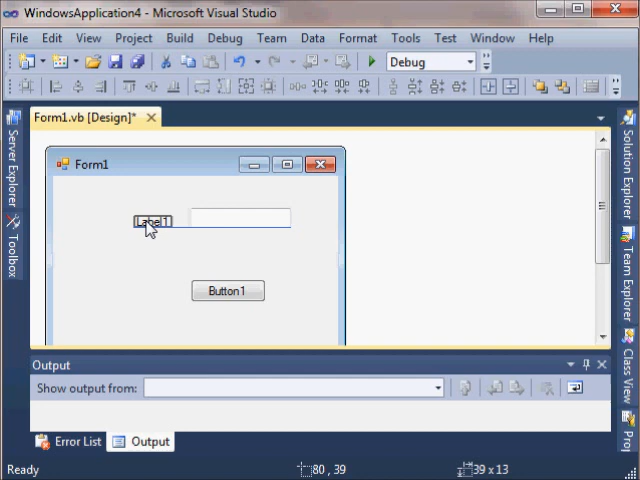 WindowsApplication4 - Microsoft Visual Studio
File Edit View Project Build Debug Team Data Format Tools Test Window Help
Debug
Form1.vb [Design]*
Server Explorer
Toolbox
Form1
Label1
Button1
Solution Explorer
Team Explorer
Class View
Output
Show output from:
Error List Output
Ready 80 , 39 39 x 13